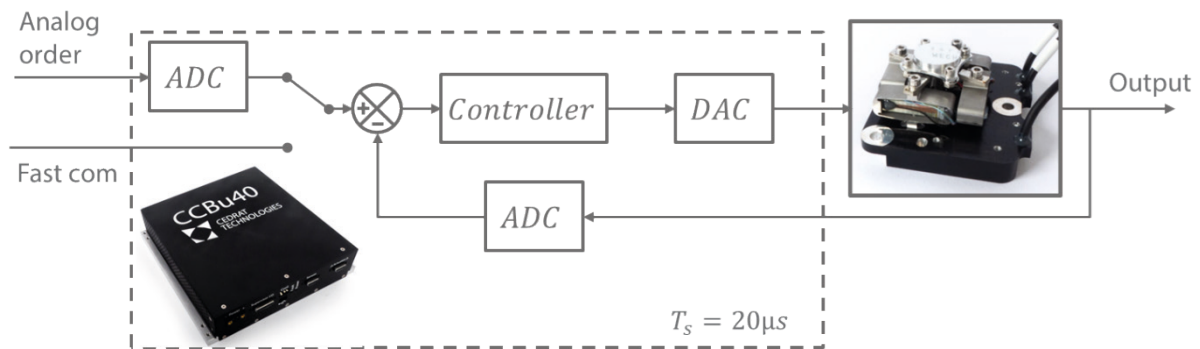 Analog
order
ADC
Controller
DAC
Output
+
−
Fast com
ADC
CCBu40
CEDRAT
TECHNOLOGIES
T_s = 20µs